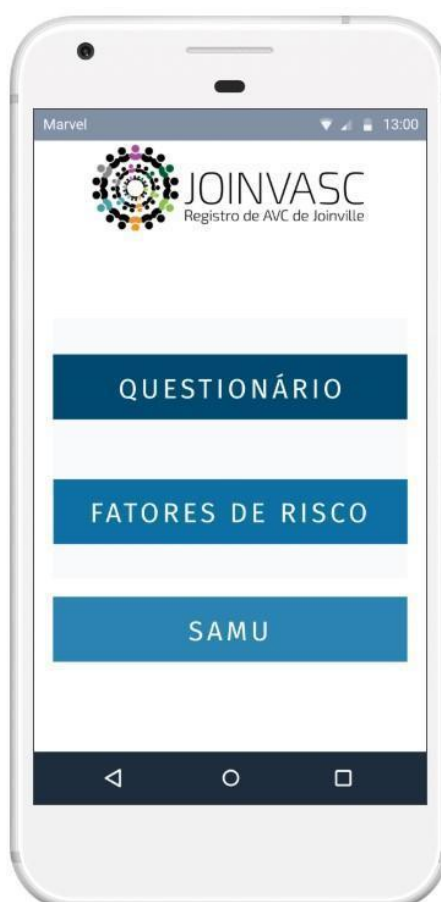 Marvel 13:00
JOINVASC
Registro de AVC de Joinville
QUESTIONÁRIO
FATORES DE RISCO
SAMU